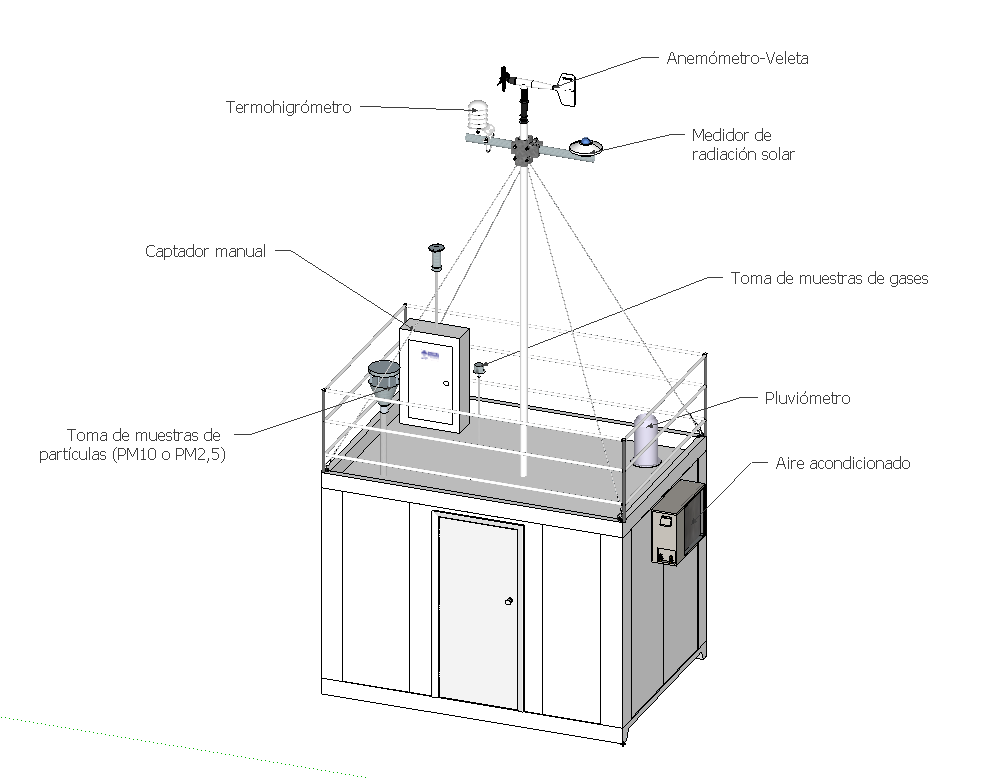 Anemómetro-Veleta
Termohigrómetro
Medidor de
radiación solar
Captador manual
Toma de muestras de gases
Pluviómetro
Toma de muestras de
partículas (PM10 o PM2,5)
Aire acondicionado